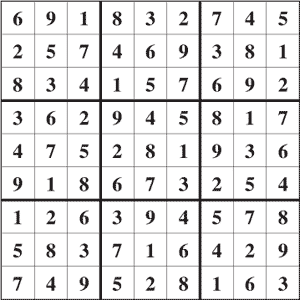 6 9 1 8 3 2 7 4 5
2 5 7 4 6 9 3 8 1
8 3 4 1 5 7 6 9 2
3 6 2 9 4 5 8 1 7
4 7 5 2 8 1 9 3 6
9 1 8 6 7 3 2 5 4
1 2 6 3 9 4 5 7 8
5 8 3 7 1 6 4 2 9
7 4 9 5 2 8 1 6 3